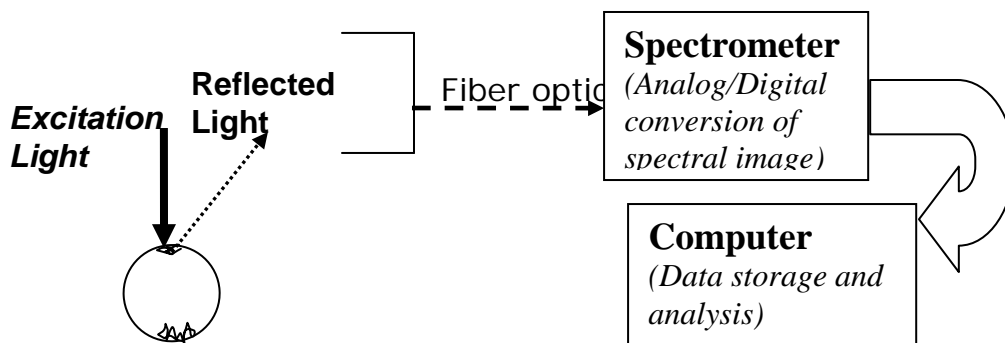 Excitation
Light
Reflected
Light
Fiber optic
Spectrometer
(Analog/Digital
conversion of
spectral image)
Computer
(Data storage and
analysis)